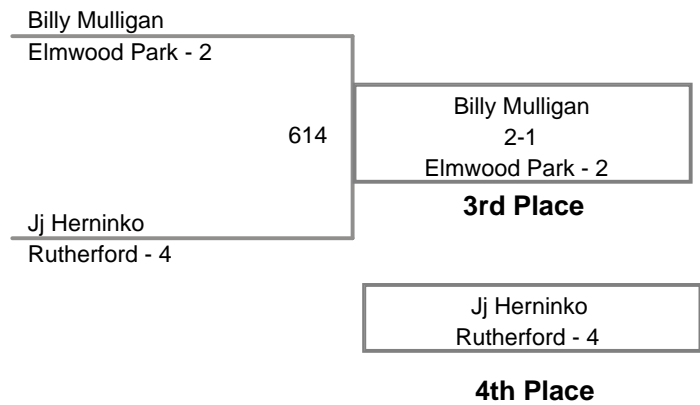 Billy Mulligan
Elmwood Park - 2
614
Billy Mulligan
2-1
Elmwood Park - 2
3rd Place
Jj Herninko
Rutherford - 4
Jj Herninko
Rutherford - 4
4th Place